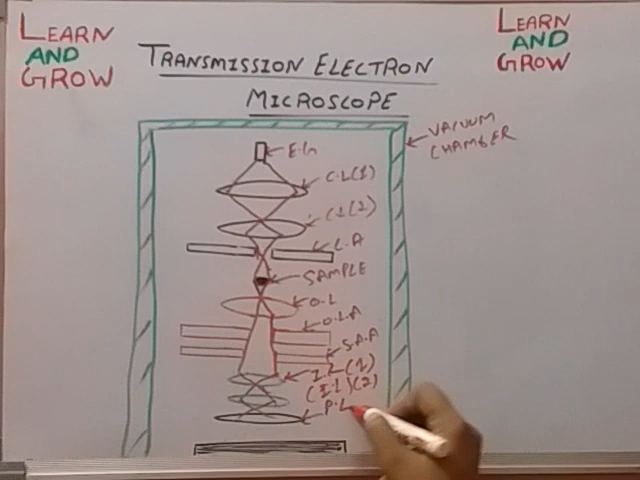 LEARN
AND
GROW
LEARN
AND
GROW
TRANSMISSION ELECTRON
MICROSCOPE
VACUUM
CHAMBER
E.G
C.L(1)
C.L(2)
C.A
SAMPLE
O.L
O.L.A
S.A.A
I.L(1)
(I.L)(2)
P.L